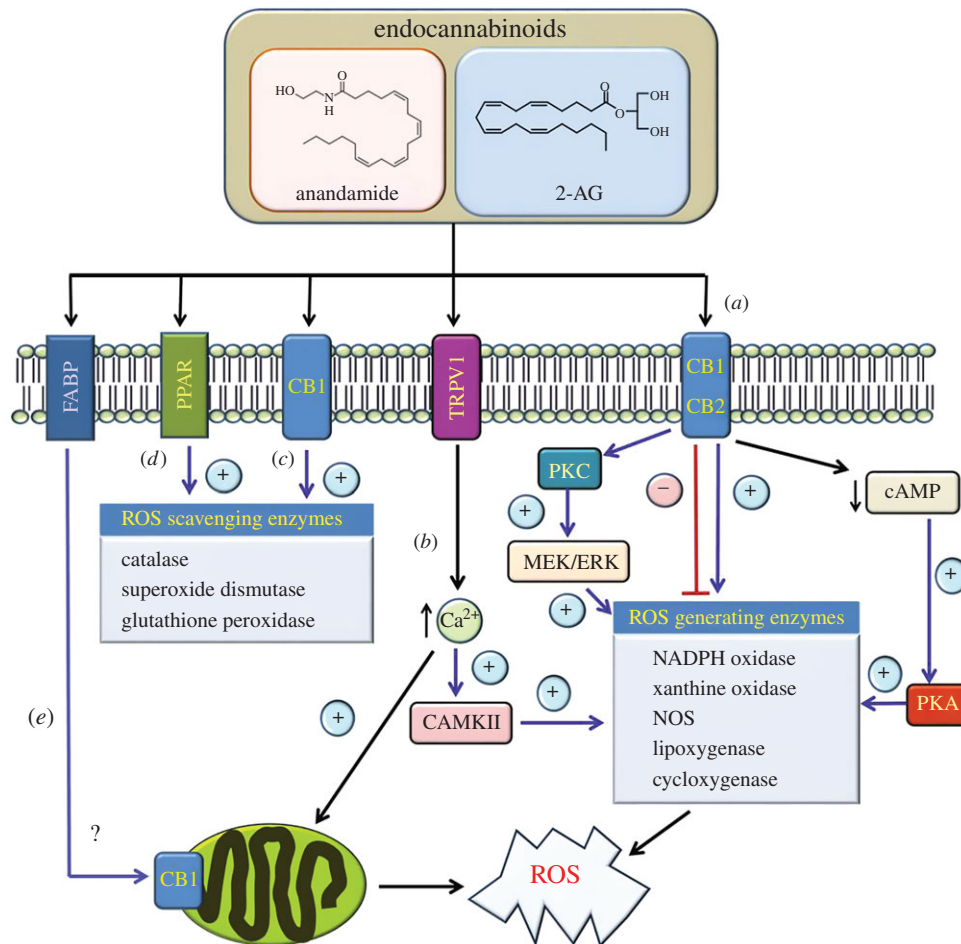 endocannabinoids
O
HO
N
H
anandamide
O
O
OH
OH
2-AG
(a)
FABP
PPAR
CB1
TRPV1
CB1
CB2
(d)
+
(c)
+
ROS scavenging enzymes
catalase
superoxide dismutase
glutathione peroxidase
(b)
Ca2+
+
+
CAMKII
+
PKC
+
MEK/ERK
+
−
+
cAMP
+
PKA
+
ROS generating enzymes
NADPH oxidase
xanthine oxidase
NOS
lipoxygenase
cycloxygenase
(e)
?
CB1
ROS